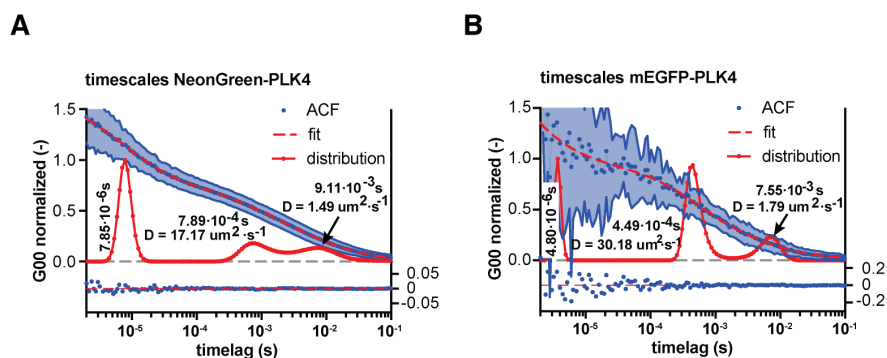 A
timescales NeonGreen-PLK4
G00 normalized (-)
1.5
1.0
0.5
0.0
ACF
fit
distribution
7.85·10-6s
7.89·10-4s
D = 17.17 um2·s-1
9.11·10-3s
D = 1.49 um2·s-1
0.05
0
-0.05
10-5
10-4
10-3
10-2
10-1
timelag (s)
B
timescales mEGFP-PLK4
G00 normalized (-)
1.5
1.0
0.5
0.0
ACF
fit
distribution
4.80·10-6s
4.49·10-4s
D = 30.18 um2s-1
7.55·10-3s
D = 1.79 um2·s-1
0.2
0
-0.2
10-5
10-4
10-3
10-2
10-1
timelag (s)